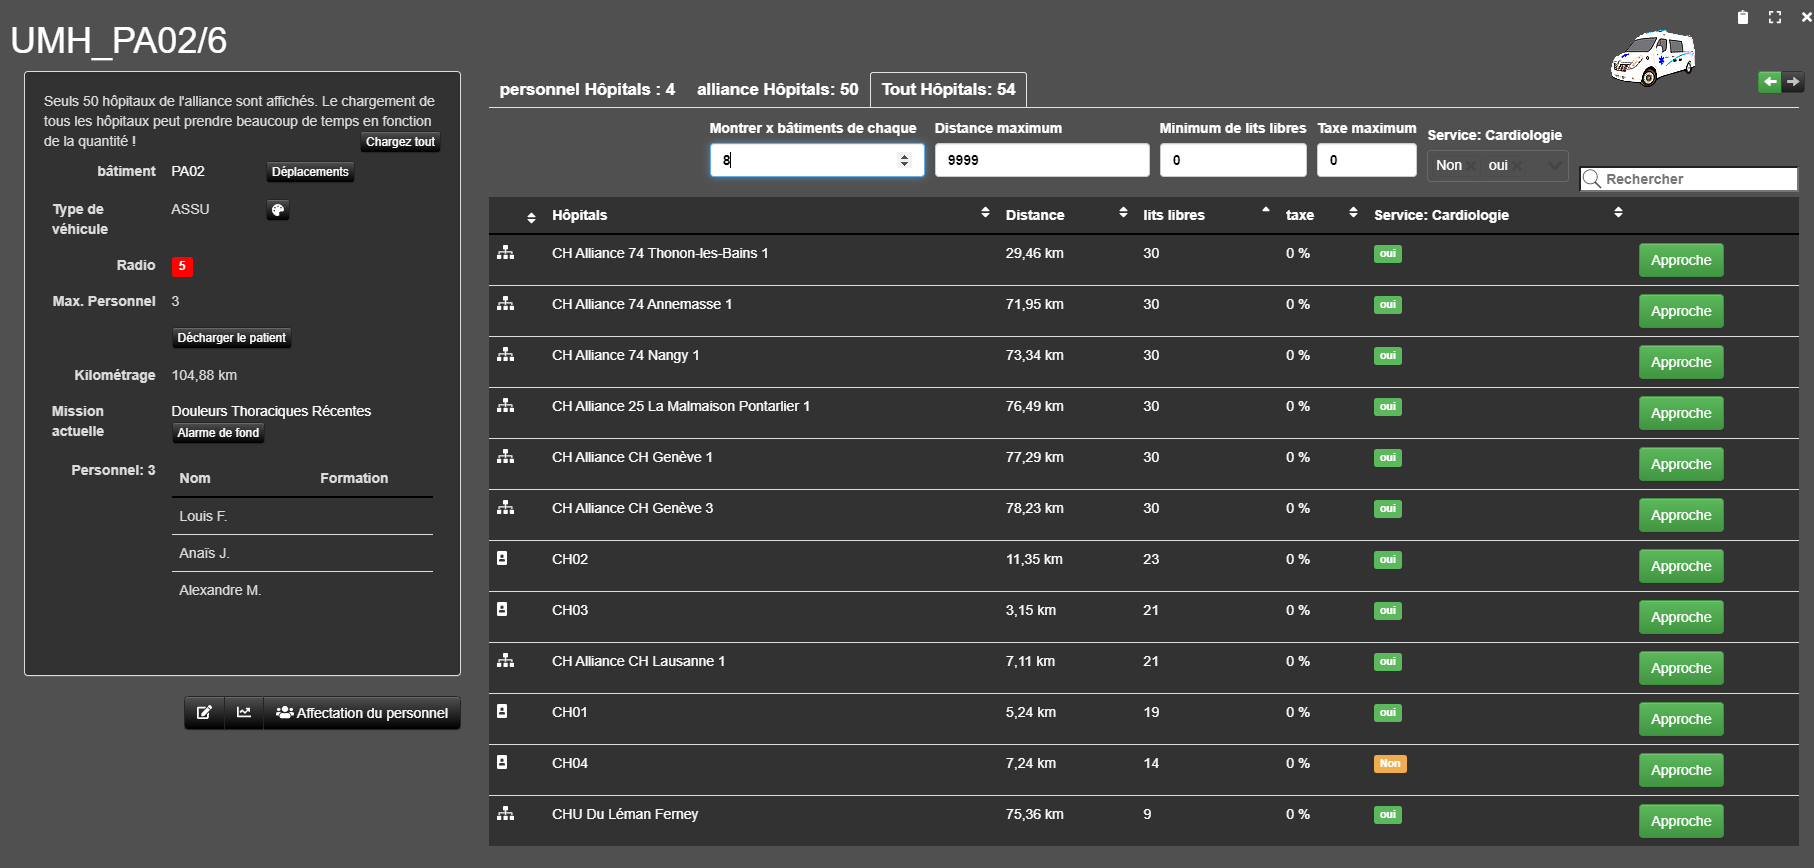 UMH_PA02/6
Seuls 50 hôpitaux de l'alliance sont affichés. Le chargement de
tous les hôpitaux peut prendre beaucoup de temps en fonction
de la quantité !
Chargez tout
bâtiment PA02 Déplacements
Type de véhicule ASSU
Radio 5
Max. Personnel 3
Décharger le patient
Kilométrage 104,88 km
Mission actuelle Douleurs Thoraciques Récentes
Alarme de fond
Personnel: 3
Nom Formation
Louis F.
Anaïs J.
Alexandre M.
Affectation du personnel
personnel Hôpitals : 4 alliance Hôpitals: 50 Tout Hôpitals: 54
Montrer x bâtiments de chaque Distance maximum Minimum de lits libres Taxe maximum Service: Cardiologie
8 9999 0 0 Non × oui ×
Rechercher
Hôpitals Distance lits libres taxe Service: Cardiologie
CH Alliance 74 Thonon-les-Bains 1 29,46 km 30 0 % oui Approche
CH Alliance 74 Annemasse 1 71,95 km 30 0 % oui Approche
CH Alliance 74 Nangy 1 73,34 km 30 0 % oui Approche
CH Alliance 25 La Malmaison Pontarlier 1 76,49 km 30 0 % oui Approche
CH Alliance CH Genève 1 77,29 km 30 0 % oui Approche
CH Alliance CH Genève 3 78,23 km 30 0 % oui Approche
CH02 11,35 km 23 0 % oui Approche
CH03 3,15 km 21 0 % oui Approche
CH Alliance CH Lausanne 1 7,11 km 21 0 % oui Approche
CH01 5,24 km 19 0 % oui Approche
CH04 7,24 km 14 0 % Non Approche
CHU Du Léman Ferney 75,36 km 9 0 % oui Approche